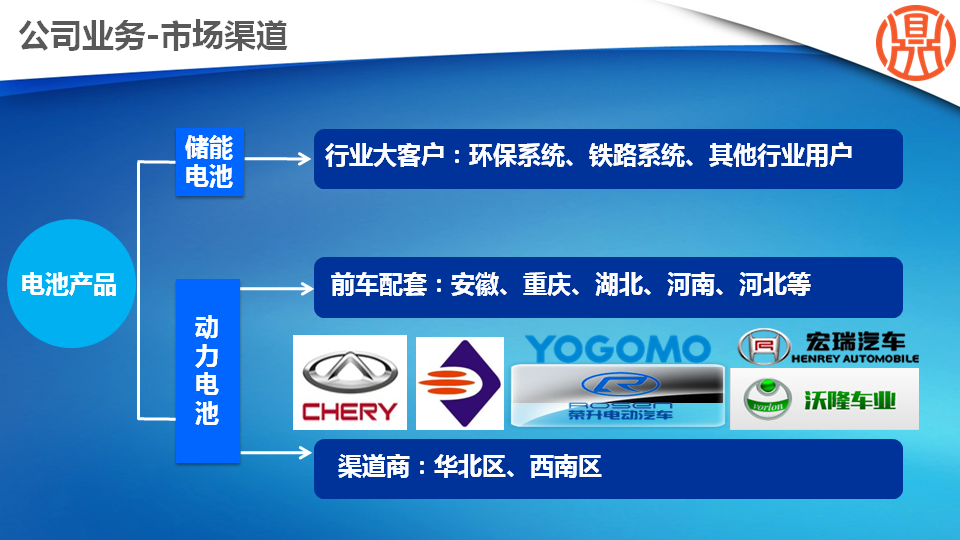 公司业务-市场渠道
鼎
储能
电池
行业大客户：环保系统、铁路系统、其他行业用户
电池产品
动
力
电
池
前车配套：安徽、重庆、湖北、河南、河北等
CHERY
YOGOMO
ROSEN
荣升电动汽车
宏瑞汽车
HENREY AUTOMOBILE
vorlon
沃隆车业
渠道商：华北区、西南区